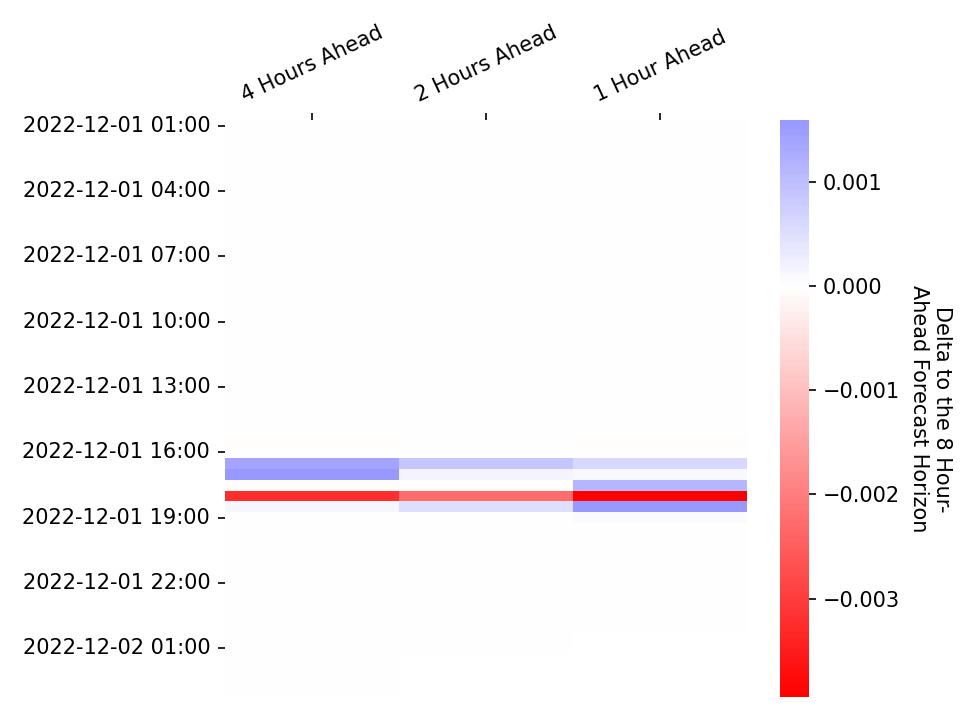 4 Hours Ahead
2 Hours Ahead
1 Hour Ahead
2022-12-01 01:00
2022-12-01 04:00
2022-12-01 07:00
2022-12-01 10:00
2022-12-01 13:00
2022-12-01 16:00
2022-12-01 19:00
2022-12-01 22:00
2022-12-02 01:00
0.001
0.000
−0.001
−0.002
−0.003
Delta to the 8 Hour-
Ahead Forecast Horizon